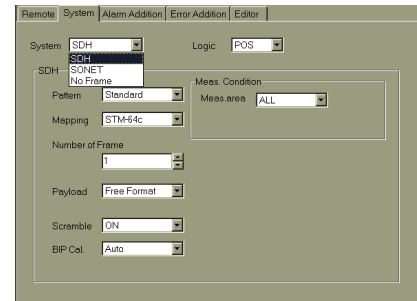 Remote System Alarm Addition Error Addition Editor
System SDH Logic POS
SDH
SONET
No Frame
SDH
Meas. Condition
Pattern Standard Meas.area ALL
Mapping STM-64c
Number of Frame
1
Payload Free Format
Scramble ON
BIP Cal. Auto